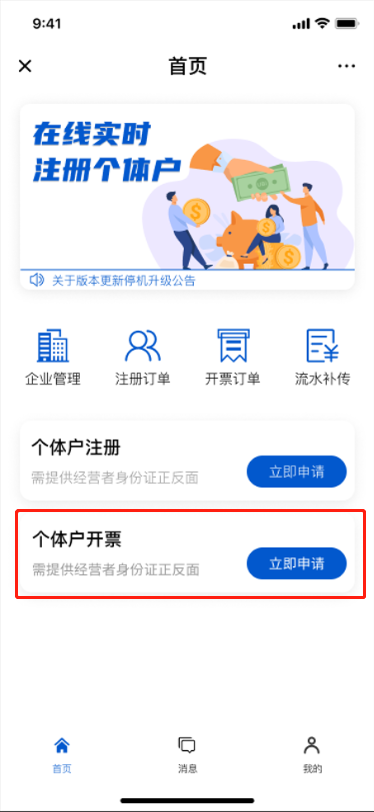 9:41
首页
在线实时
注册个体户
关于版本更新停机升级公告
企业管理
注册订单
开票订单
流水补传
个体户注册
需提供经营者身份证正反面
立即申请
个体户开票
需提供经营者身份证正反面
立即申请
首页
消息
我的